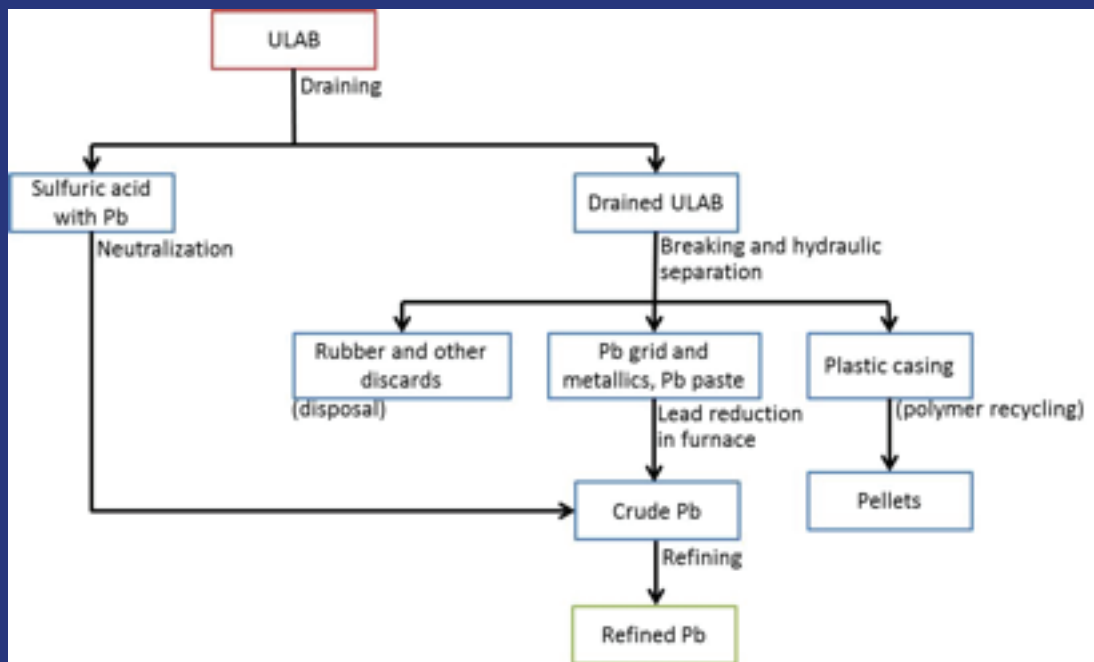 ULAB
Draining
Sulfuric acid
with Pb
Drained ULAB
Neutralization
Breaking and hydraulic
separation
Rubber and other
discards
(disposal)
Pb grid and
metallics, Pb paste
Plastic casing
Lead reduction
in furnace
(polymer recycling)
Crude Pb
Pellets
Refining
Refined Pb